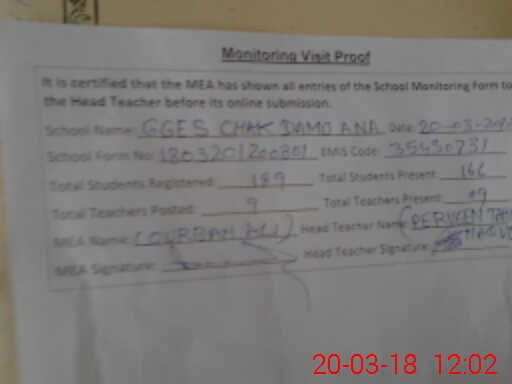 Monitoring Visit Proof
It is certified that the MEA has shown all entries of the School Monitoring Form to
the Head Teacher before its online submission.
School Name: GGES CHAK DAMO ANA Date: 20-03-
School Form No: EMIS Code: 35430731
Total Students Registered: 189 Total Students Present: 166
Total Teachers Posted: 9 Total Teachers Present: 09
MEA Name: (QURBAN ALI) Head Teacher Name (PERVEEN
MEA Signature: Head Teacher Signature:
20-03-18 12:02